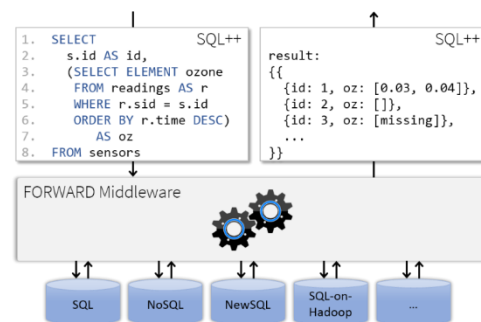 SQL++
1. SELECT
2. s.id AS id,
3. (SELECT ELEMENT ozone
4. FROM readings AS r
5. WHERE r.sid = s.id
6. ORDER BY r.time DESC)
7. AS oz
8. FROM sensors
SQL++
result:
{{
{id: 1, oz: [0.03, 0.04]},
{id: 2, oz: []},
{id: 3, oz: [missing]},
...
}}
FORWARD Middleware
SQL
NoSQL
NewSQL
SQL-on-
Hadoop
...